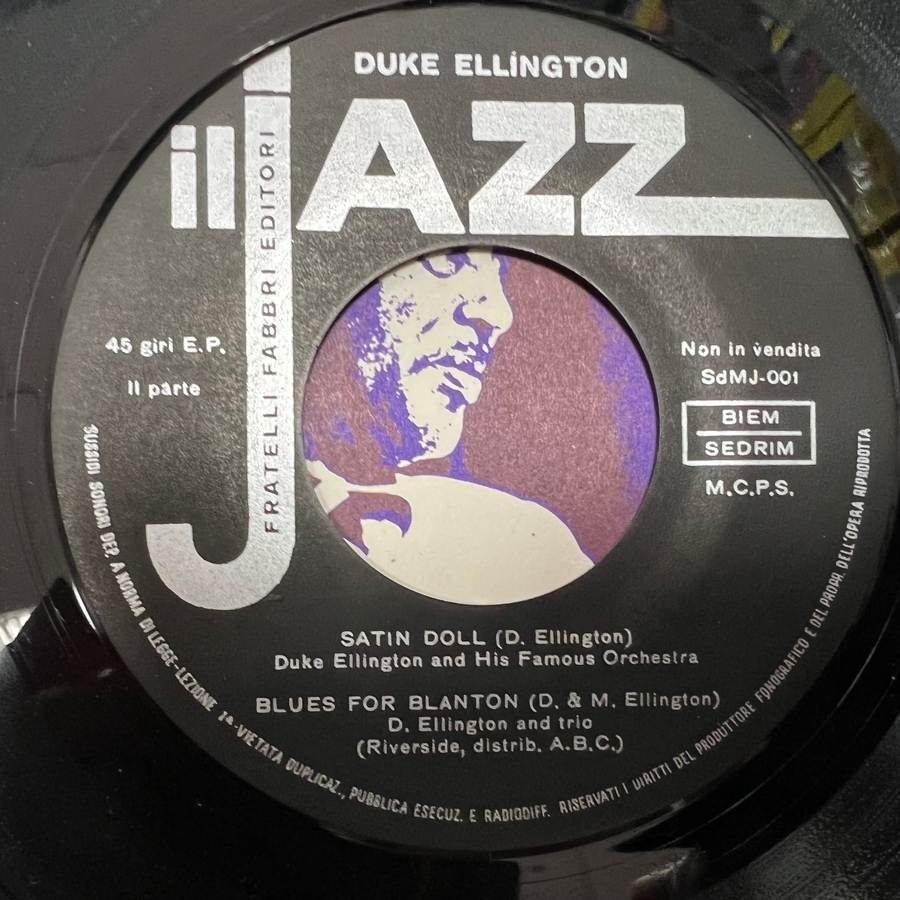 DUKE ELLINGTON
il JAZZ
FRATELLI FABBRI EDITORI
45 giri E.P.
II parte
Non in vendita
SdMJ-001
BIEM
SEDRIM
M.C.P.S.
SATIN DOLL (D. Ellington)
Duke Ellington and His Famous Orchestra
BLUES FOR BLANTON (D. & M. Ellington)
D. Ellington and trio
(Riverside, distrib. A.B.C.)
SUSSIDI SONORI DEP. A NORMA DI LEGGE-LEZIONE 1ª-VIETATA DUPLICAZ., PUBBLICA ESECUZ. E RADIODIFF. RISERVATI I DIRITTI DEL PRODUTTORE FONOGRAFICO E DEL PROPR. DELL'OPERA RIPRODOTTA